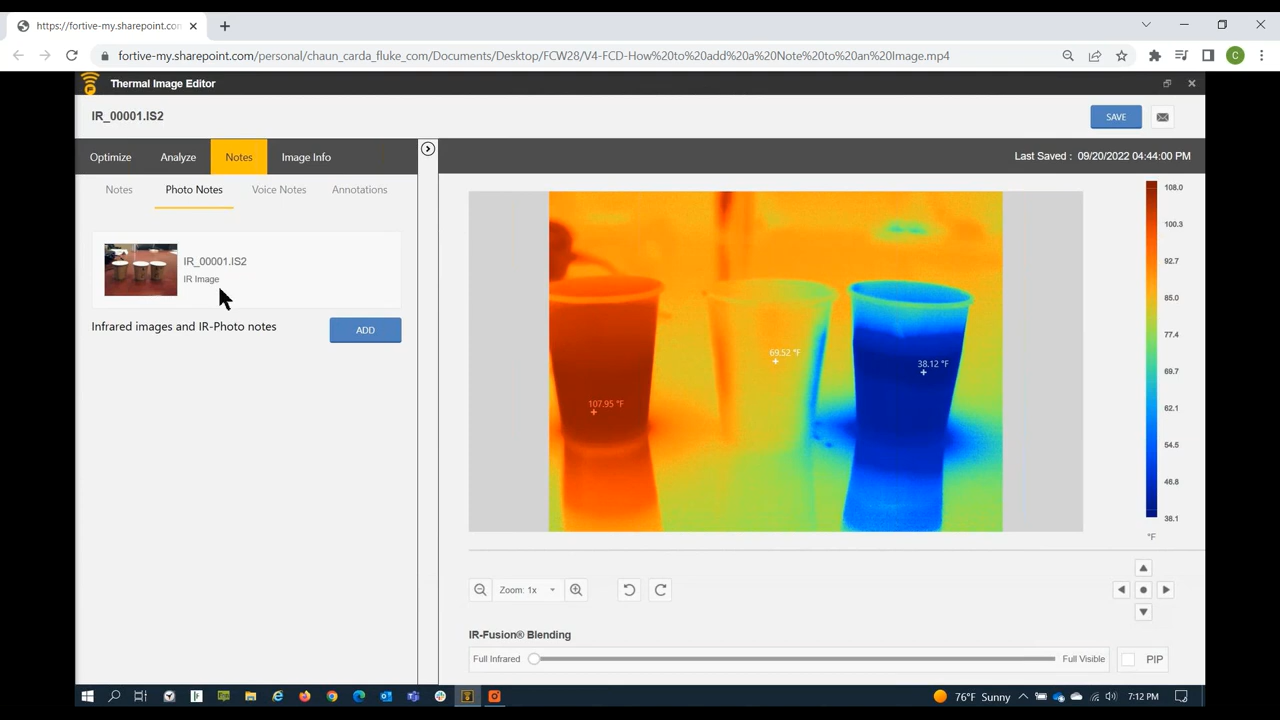 https://fortive-my.sharepoint.con
fortive-my.sharepoint.com/personal/chaun_carda_fluke_com/Documents/Desktop/FCW28/V4-FCD-How%20to%20add%20a%20Note%20to%20an%20Image.mp4
C
Thermal Image Editor
IR_00001.IS2
SAVE
Optimize Analyze Notes Image Info
Last Saved : 09/20/2022 04:44:00 PM
Notes Photo Notes Voice Notes Annotations
IR_00001.IS2
IR Image
Infrared images and IR-Photo notes
ADD
107.95 °F
69.52 °F
38.12 °F
108.0
100.3
92.7
85.0
77.4
69.7
62.1
54.5
46.8
38.1
°F
Zoom: 1x
IR-Fusion® Blending
Full Infrared
Full Visible
PIP
76°F Sunny
7:12 PM